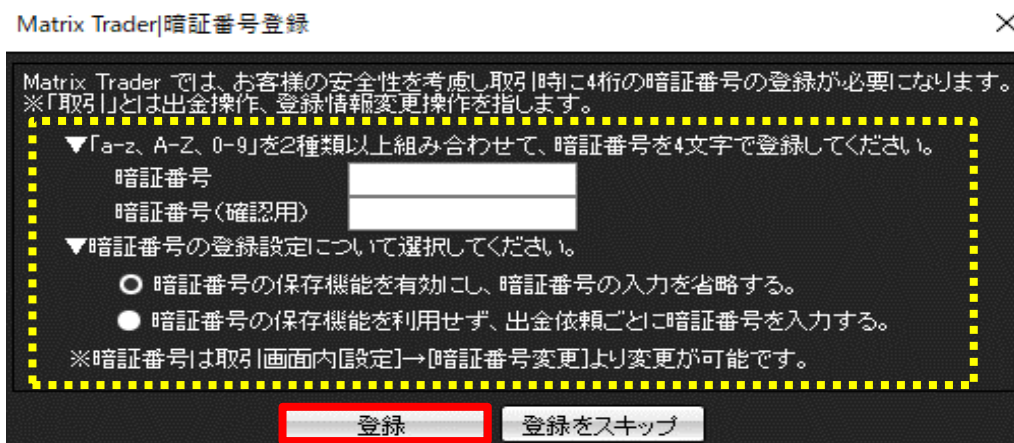 Matrix Trader|暗証番号登録
Matrix Trader では、お客様の安全性を考慮し取引時に4桁の暗証番号の登録が必要になります。
※「取引」とは出金操作、登録情報変更操作を指します。
▼「a-z、A-Z、0-9」を2種類以上組み合わせて、暗証番号を4文字で登録してください。
暗証番号
暗証番号(確認用)
▼暗証番号の登録設定について選択してください。
暗証番号の保存機能を有効にし、暗証番号の入力を省略する。
暗証番号の保存機能を利用せず、出金依頼ごとに暗証番号を入力する。
※暗証番号は取引画面内[設定]→[暗証番号変更]より変更が可能です。
登録 登録をスキップ